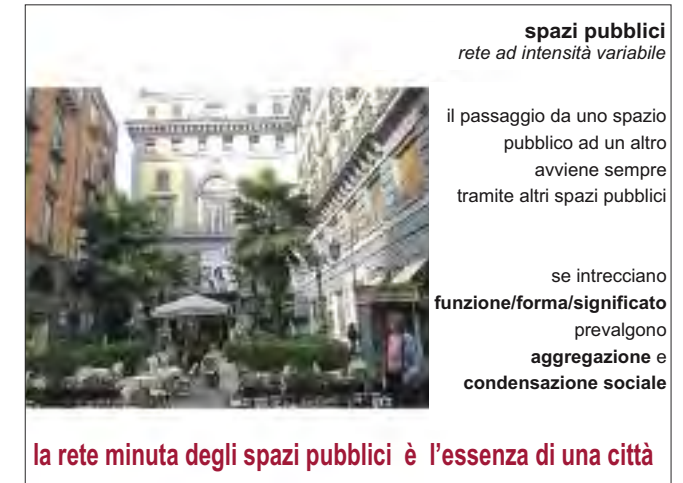 spazi pubblici
rete ad intensità variabile
il passaggio da uno spazio
pubblico ad un altro
avviene sempre
tramite altri spazi pubblici
se intrecciano
funzione/forma/significato
prevalgono
aggregazione e
condensazione sociale
la rete minuta degli spazi pubblici è l'essenza di una città